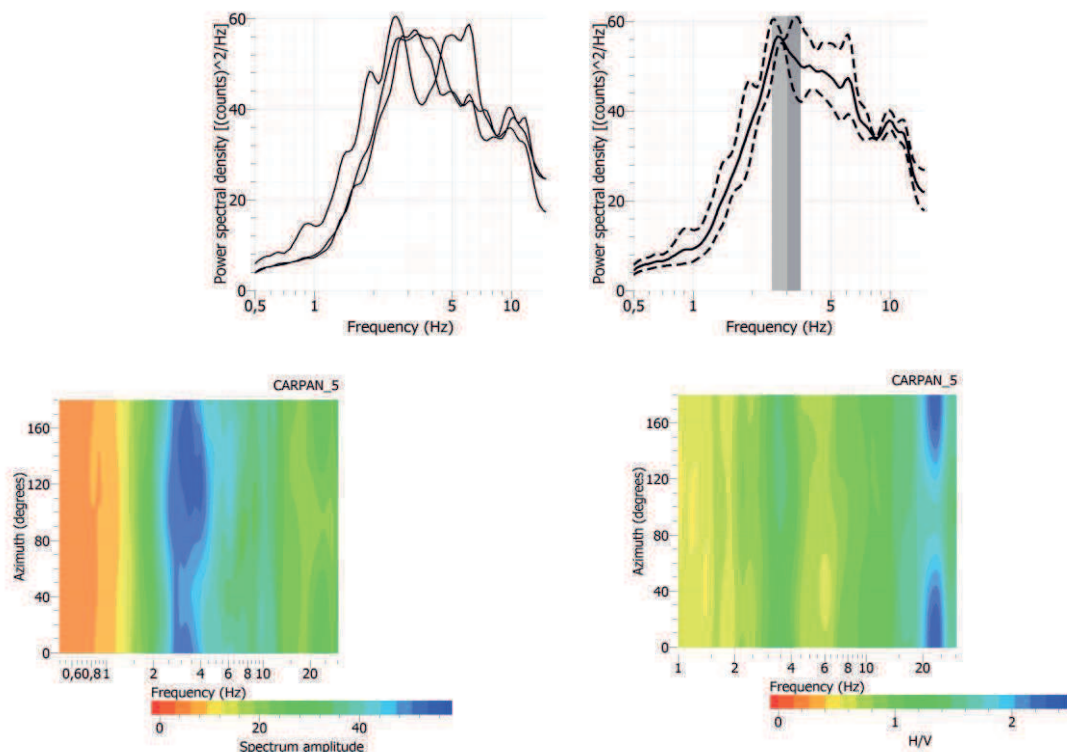 Power spectral density [(counts)^2/Hz]
60
40
20
0
0,5
1
5
10
Frequency (Hz)
Power spectral density [(counts)^2/Hz]
60
40
20
0
0,5
1
5
10
Frequency (Hz)
CARPAN_5
Azimuth (degrees)
160
120
80
40
0
0,60,81 2 4 6 8 10 20
Frequency (Hz)
0 20 40
Spectrum amplitude
CARPAN_5
Azimuth (degrees)
160
120
80
40
0
1 2 4 6 8 10 20
Frequency (Hz)
0 1 2
H/V